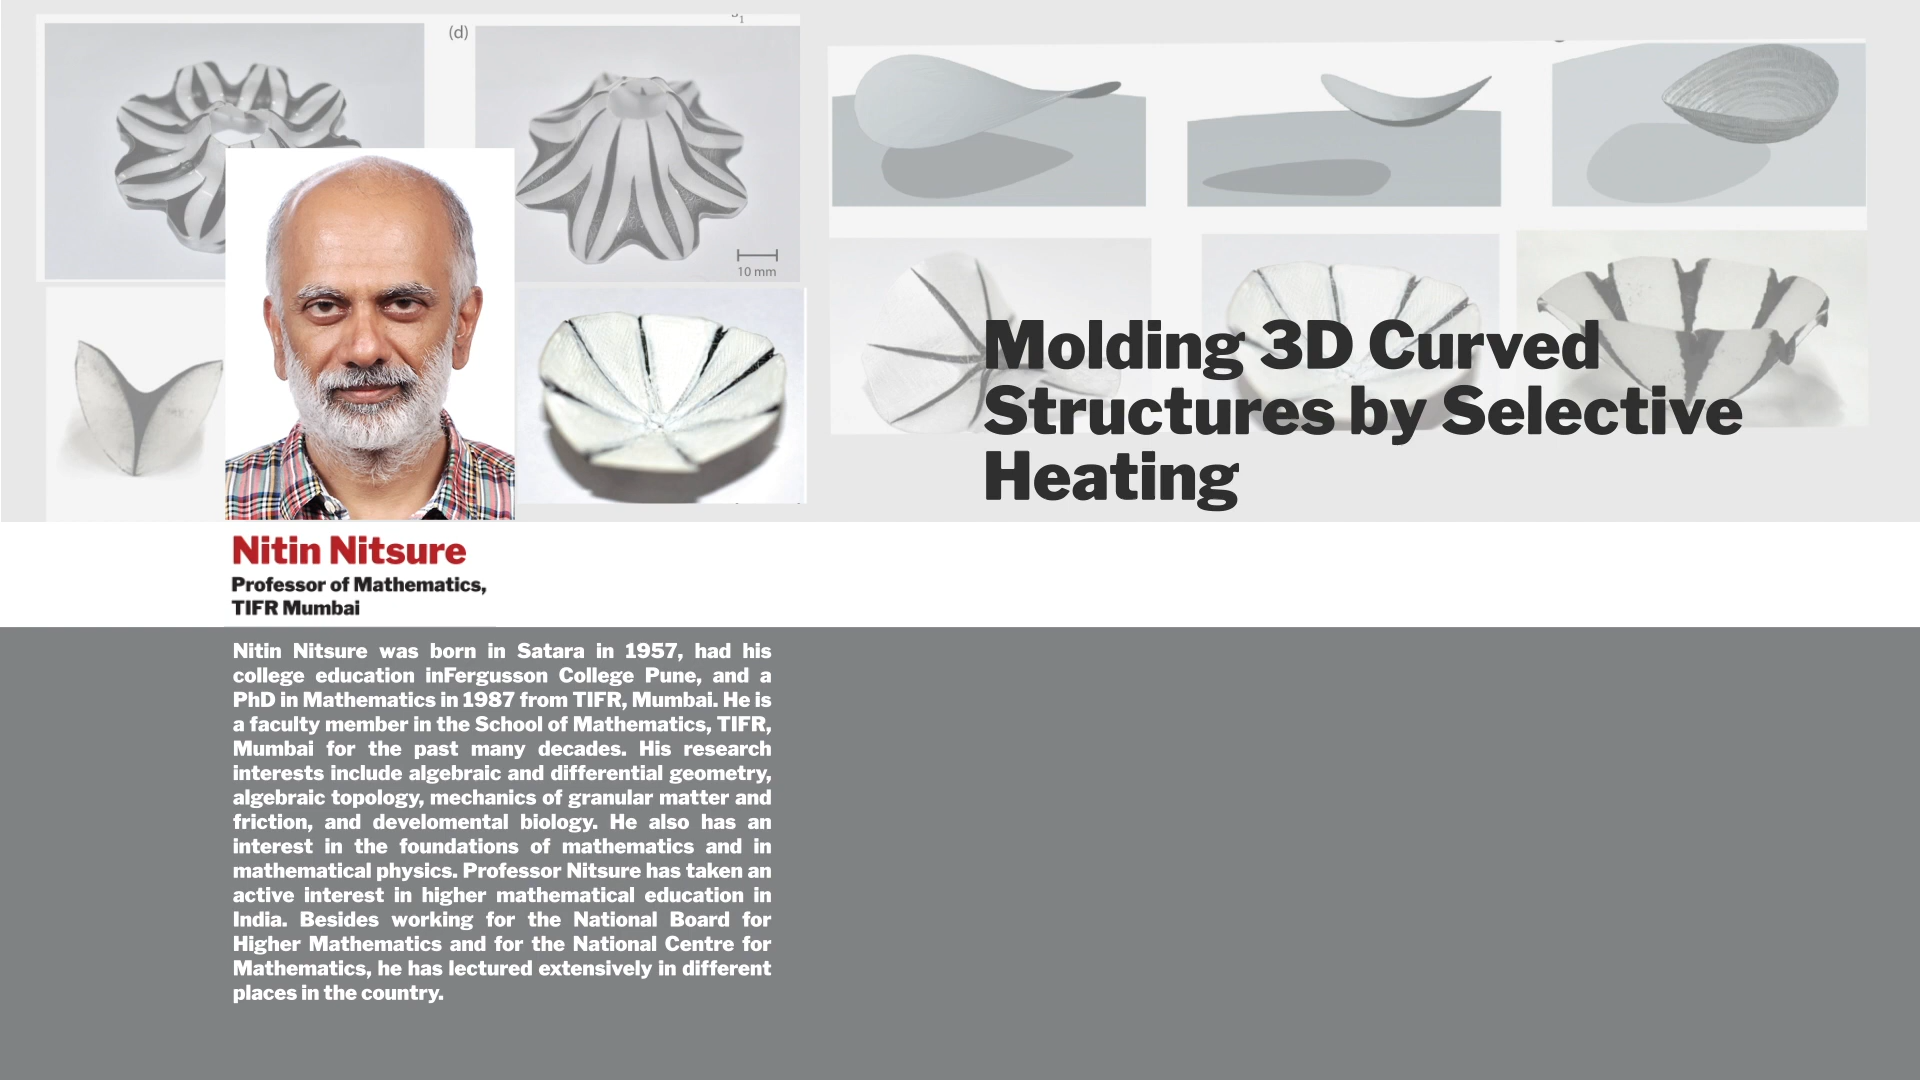 (d)
10 mm
Molding 3D Curved
Structures by Selective
Heating
Nitin Nitsure
Professor of Mathematics,
TIFR Mumbai
Nitin Nitsure was born in Satara in 1957, had his
college education inFergusson College Pune, and a
PhD in Mathematics in 1987 from TIFR, Mumbai. He is
a faculty member in the School of Mathematics, TIFR,
Mumbai for the past many decades. His research
interests include algebraic and differential geometry,
algebraic topology, mechanics of granular matter and
friction, and develomental biology. He also has an
interest in the foundations of mathematics and in
mathematical physics. Professor Nitsure has taken an
active interest in higher mathematical education in
India. Besides working for the National Board for
Higher Mathematics and for the National Centre for
Mathematics, he has lectured extensively in different
places in the country.